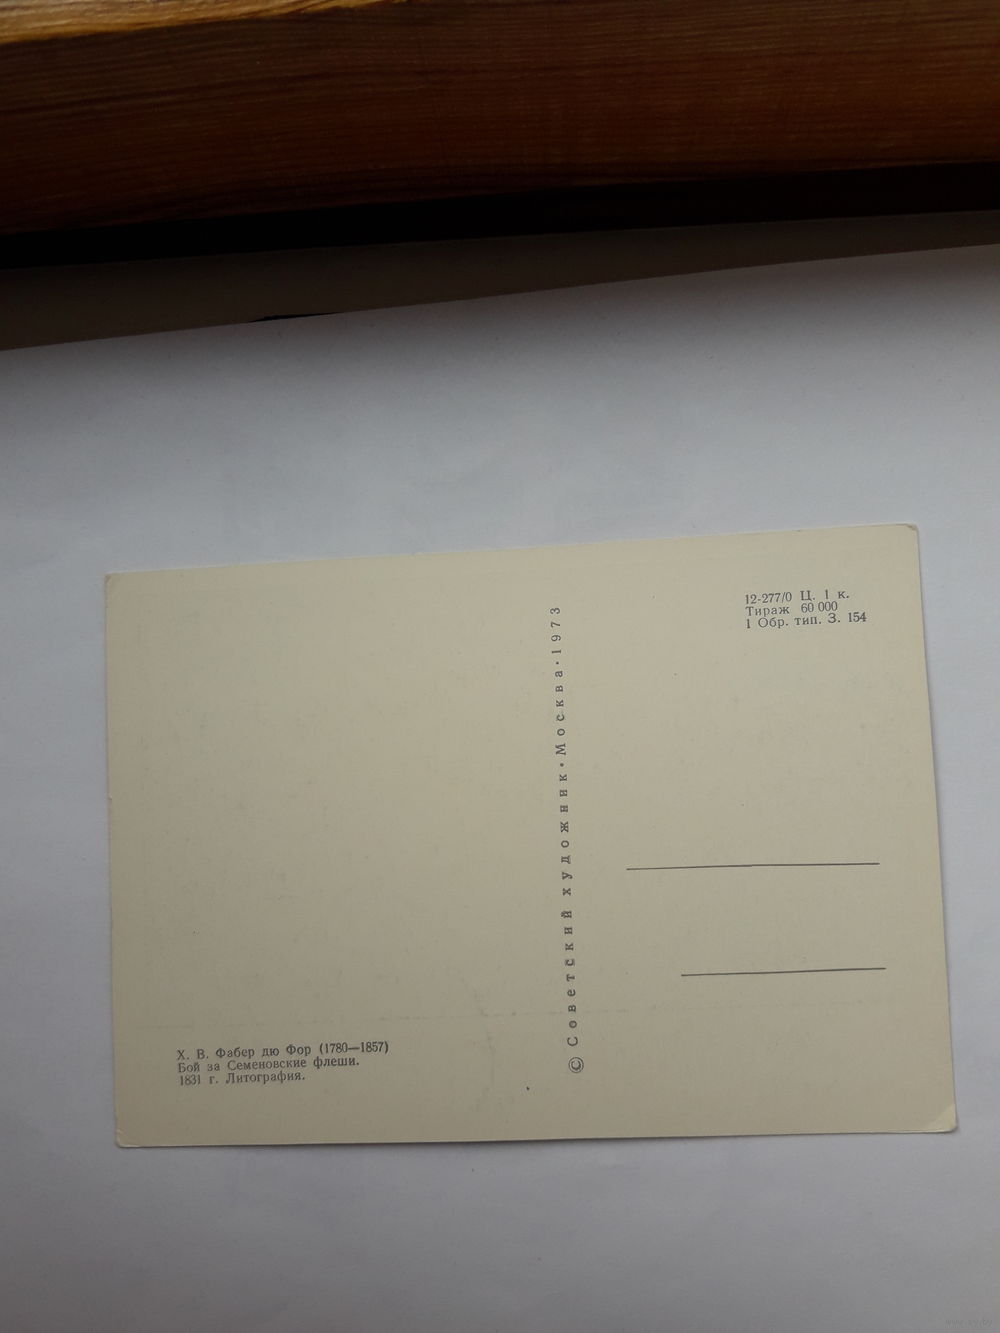 12-277/0 Ц. 1 к.
Тираж 60 000
1 Обр. тип. З. 154
© Советский художник·Москва·1973
Х. В. Фабер дю Фор (1780—1857)
Бой за Семеновские флеши.
1831 г. Литография.